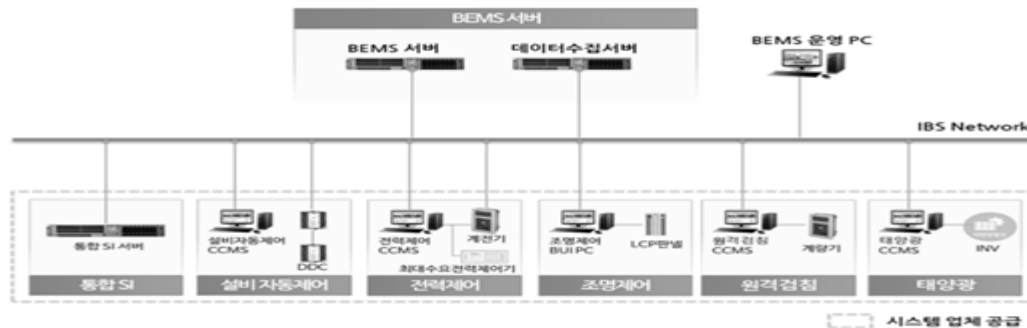 BEMS 서버
BEMS 서버
데이터수집서버
BEMS 운영 PC
IBS Network
통합 SI 서버
설비자동제어
CCMS
DDC
전력제어
CCMS
계전기
최대수요전력제어기
조명제어
BUI PC
LCP판넬
원격검침
CCMS
계량기
태양광
CCMS
INV
통합 SI
설비 자동제어
전력제어
조명제어
원격검침
태양광
시스템 업체 공급